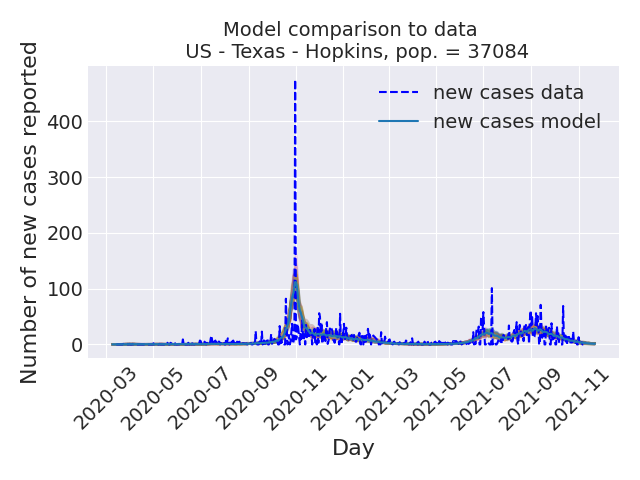 Model comparison to data
US - Texas - Hopkins, pop. = 37084
Number of new cases reported
400
300
200
100
0
new cases data
new cases model
2020-03
2020-05
2020-07
2020-09
2020-11
2021-01
2021-03
2021-05
2021-07
2021-09
2021-11
Day